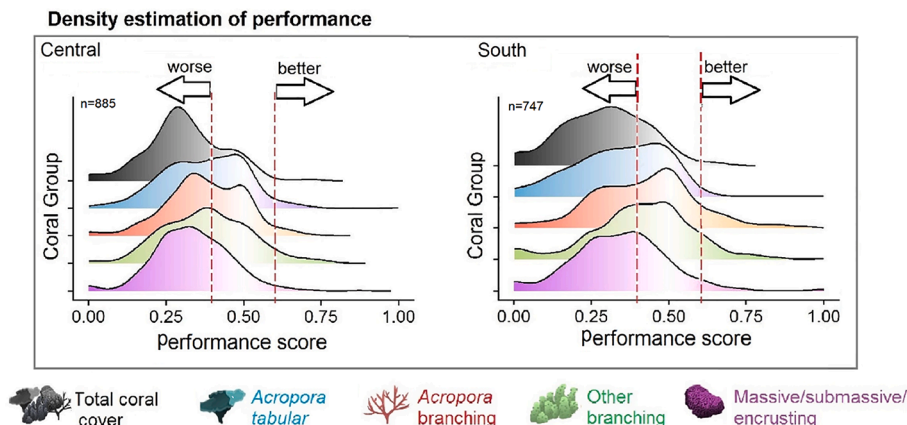 Density estimation of performance
Central
worse
better
n=885
Coral Group
0.00 0.25 0.50 0.75 1.00
performance score
South
worse
better
n=747
Coral Group
0.00 0.25 0.50 0.75 1.00
performance score
Total coral
cover
Acropora
tabular
Acropora
branching
Other
branching
Massive/submassive/
encrusting